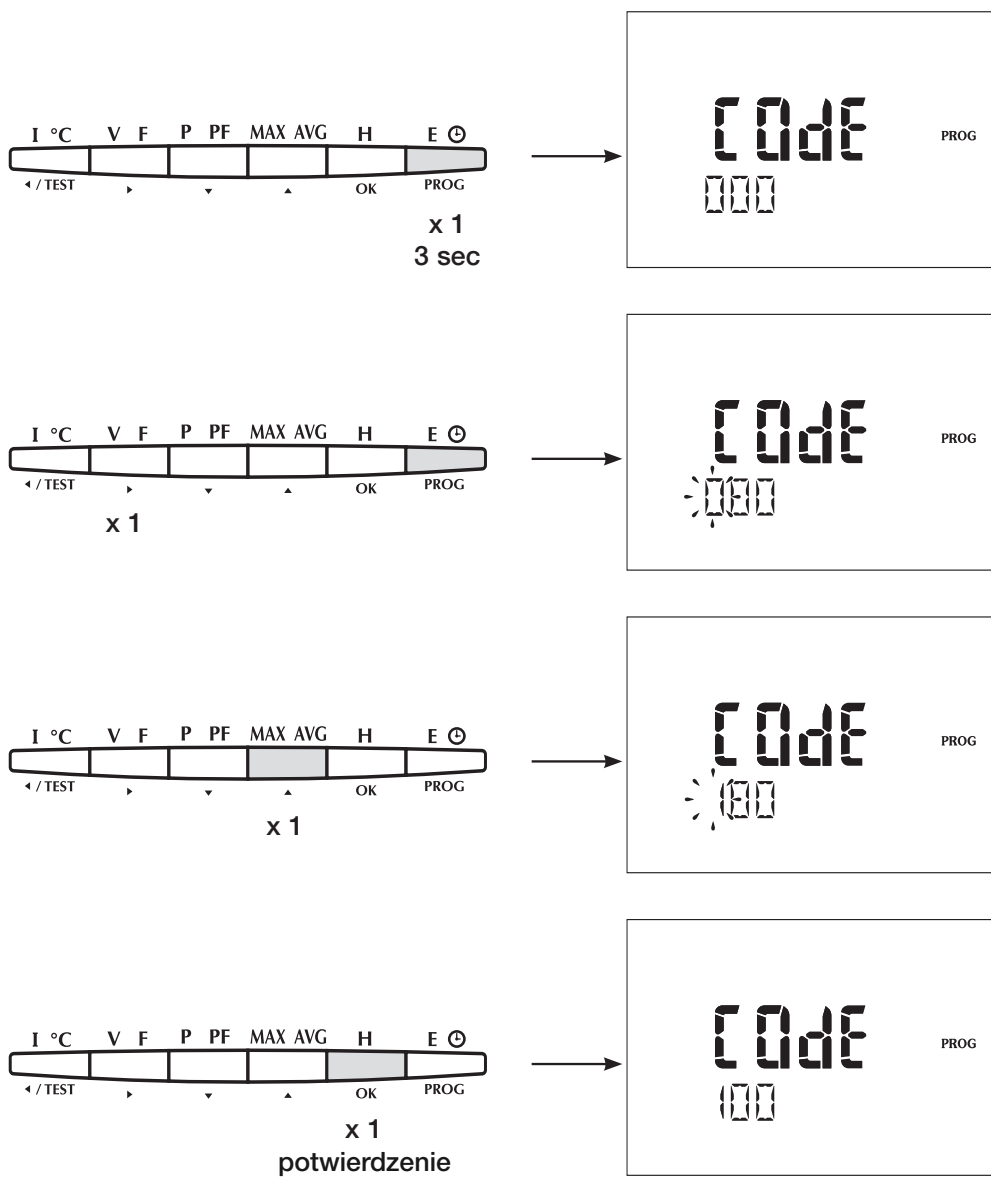 I °C V F P PF MAX AVG H E
/ TEST OK PROG
x 1
3 sec
COdE
PROG
000
I °C V F P PF MAX AVG H E
/ TEST OK PROG
x 1
COdE
PROG
000
I °C V F P PF MAX AVG H E
/ TEST OK PROG
x 1
COdE
PROG
100
I °C V F P PF MAX AVG H E
/ TEST OK PROG
x 1
potwierdzenie
COdE
PROG
100